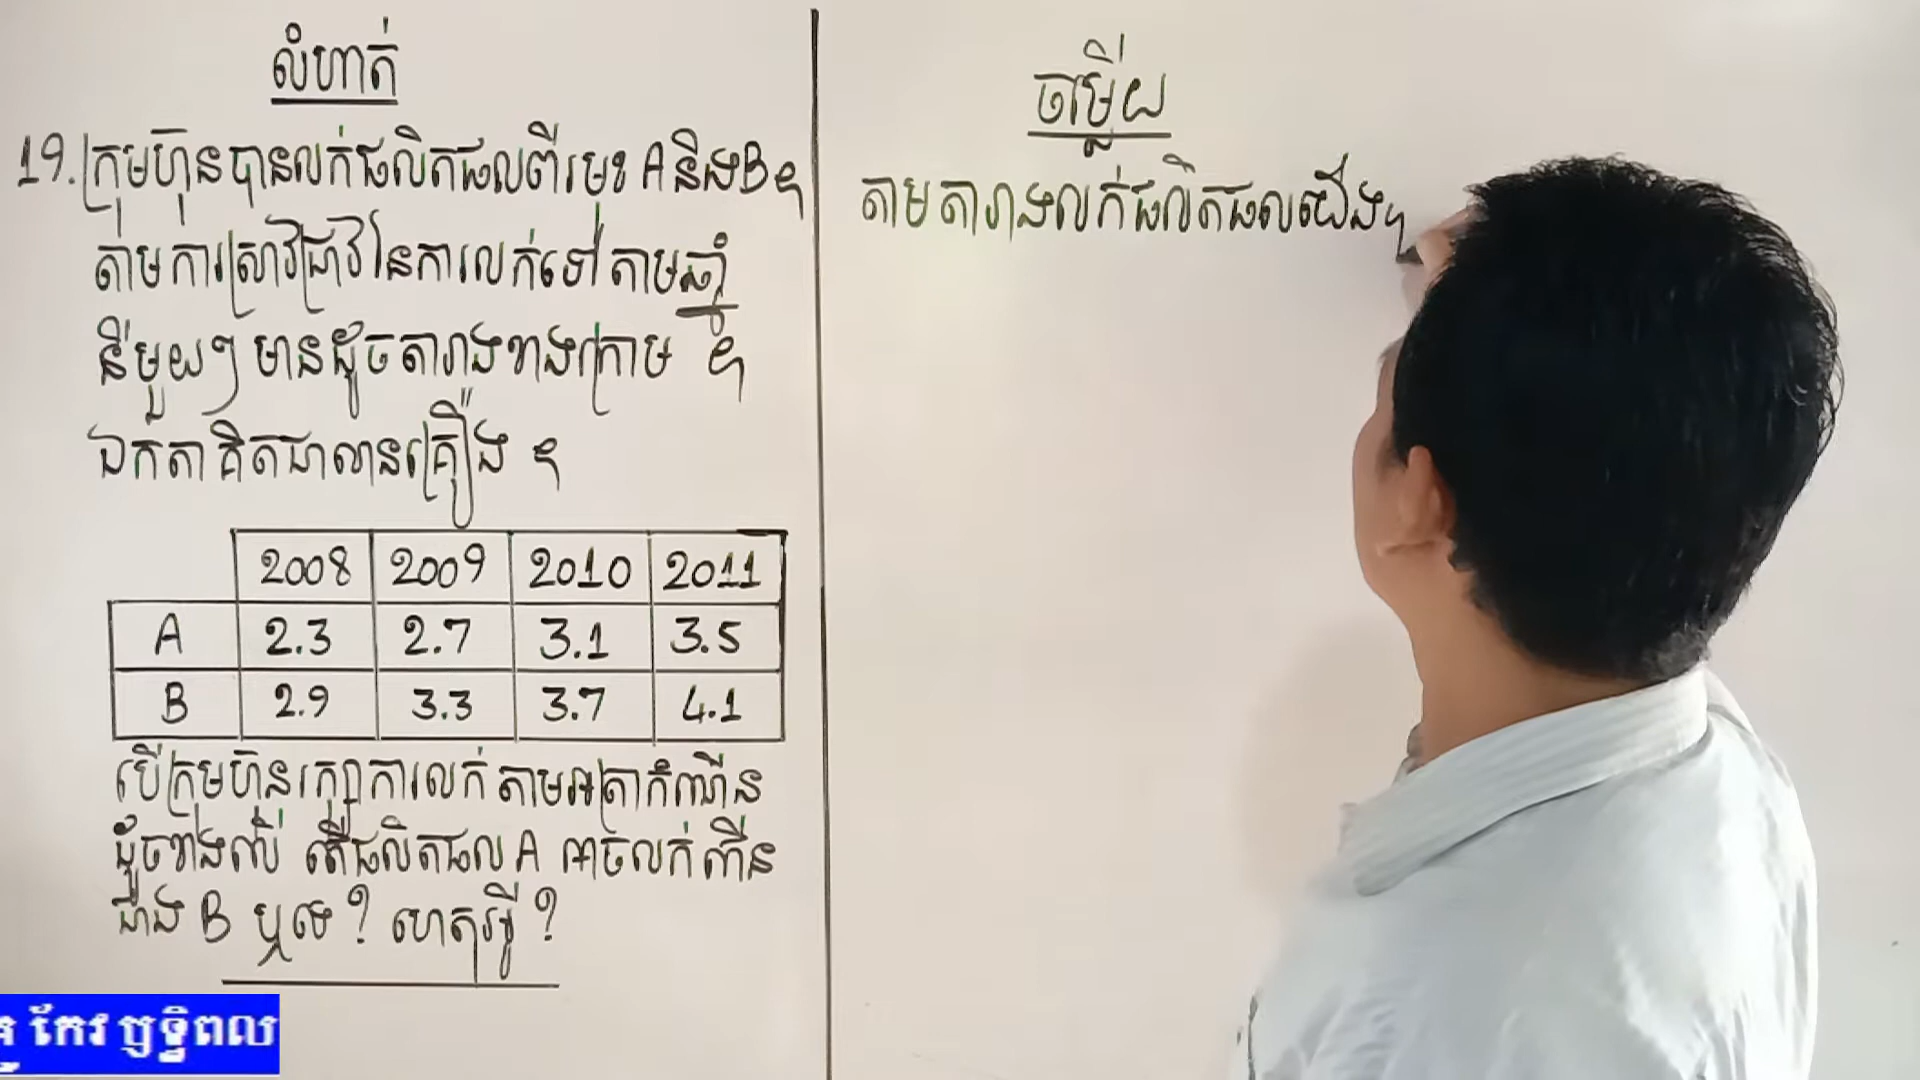 លំហាត់
19. ក្រុមហ៊ុនបានលក់ផលិតផលពីរមុខ A និង B ។
តាមការស្រាវជ្រាវនៃការលក់ទៅតាមឆ្នាំ
នីមួយៗ មានដូចតារាងខាងក្រោម ។
ឯកតាគិតជាលានគ្រឿង ។
2008 2009 2010 2011
A 2.3 2.7 3.1 3.5
B 2.9 3.3 3.7 4.1
បើក្រុមហ៊ុនរក្សាការលក់តាមអត្រាកំណើន
ដូចខាងលើ តើផលិតផល A អាចលក់ពើន
ជាង B ឬទេ? ហេតុអ្វី?
ចម្លើយ
តាមតារាងលក់ផលិតផលយើង
កែវ ឫទ្ធិពល